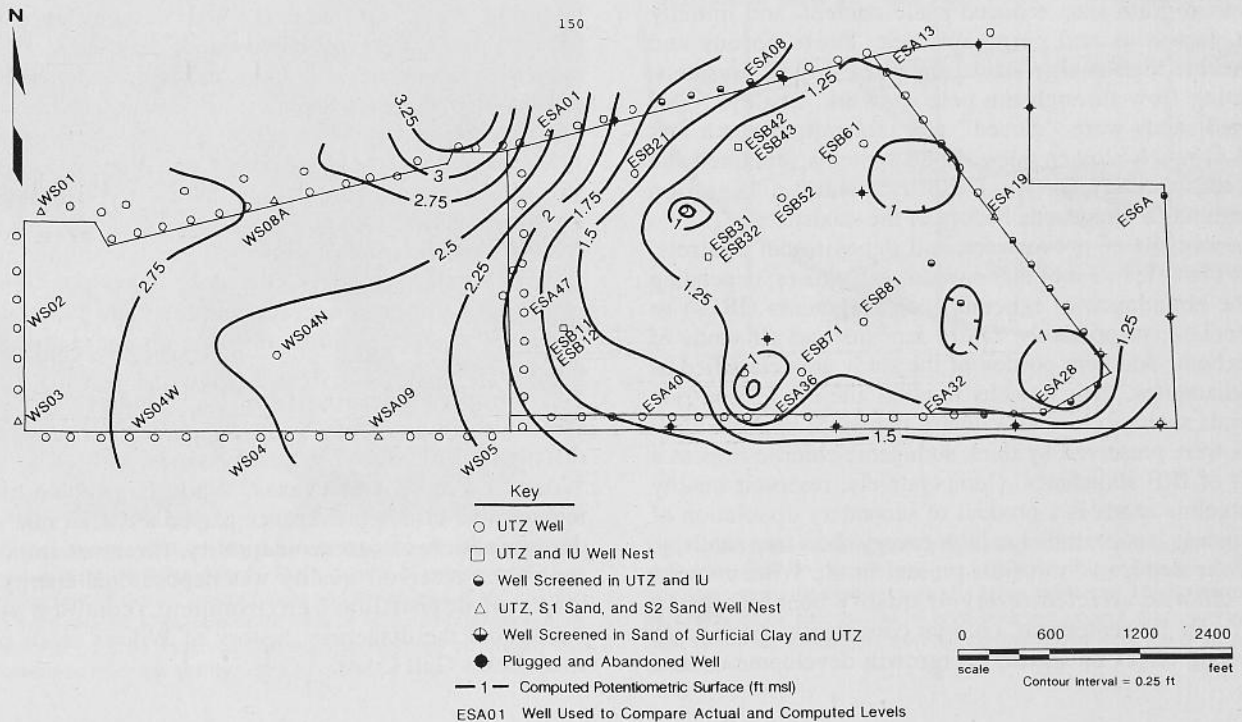 N
150
3.25
ESA01
ESA08
ESA13
1.25
ESB42
ESB43
ESB61
ESB21
3
2.75
WS01
WS08A
2.5
2
1.75
1.5
ESB52
ESA19
ES6A
1
1
ESB31
ESB32
2.75
2.25
1.25
WS02
ESA47
WS04N
ESB11
ESB12
ESB81
1
1.25
ESB71
1
1
WS03
WS04W
WSA09
ESA40
ESA36
ESA32
ESA28
WS04
WS05
1.5
Key
UTZ Well
UTZ and IU Well Nest
Well Screened in UTZ and IU
UTZ, S1 Sand, and S2 Sand Well Nest
Well Screened in Sand of Surficial Clay and UTZ
Plugged and Abandoned Well
1 Computed Potentiometric Surface (ft msl)
ESA01 Well Used to Compare Actual and Computed Levels
0 600 1200 2400
scale feet
Contour Interval = 0.25 ft